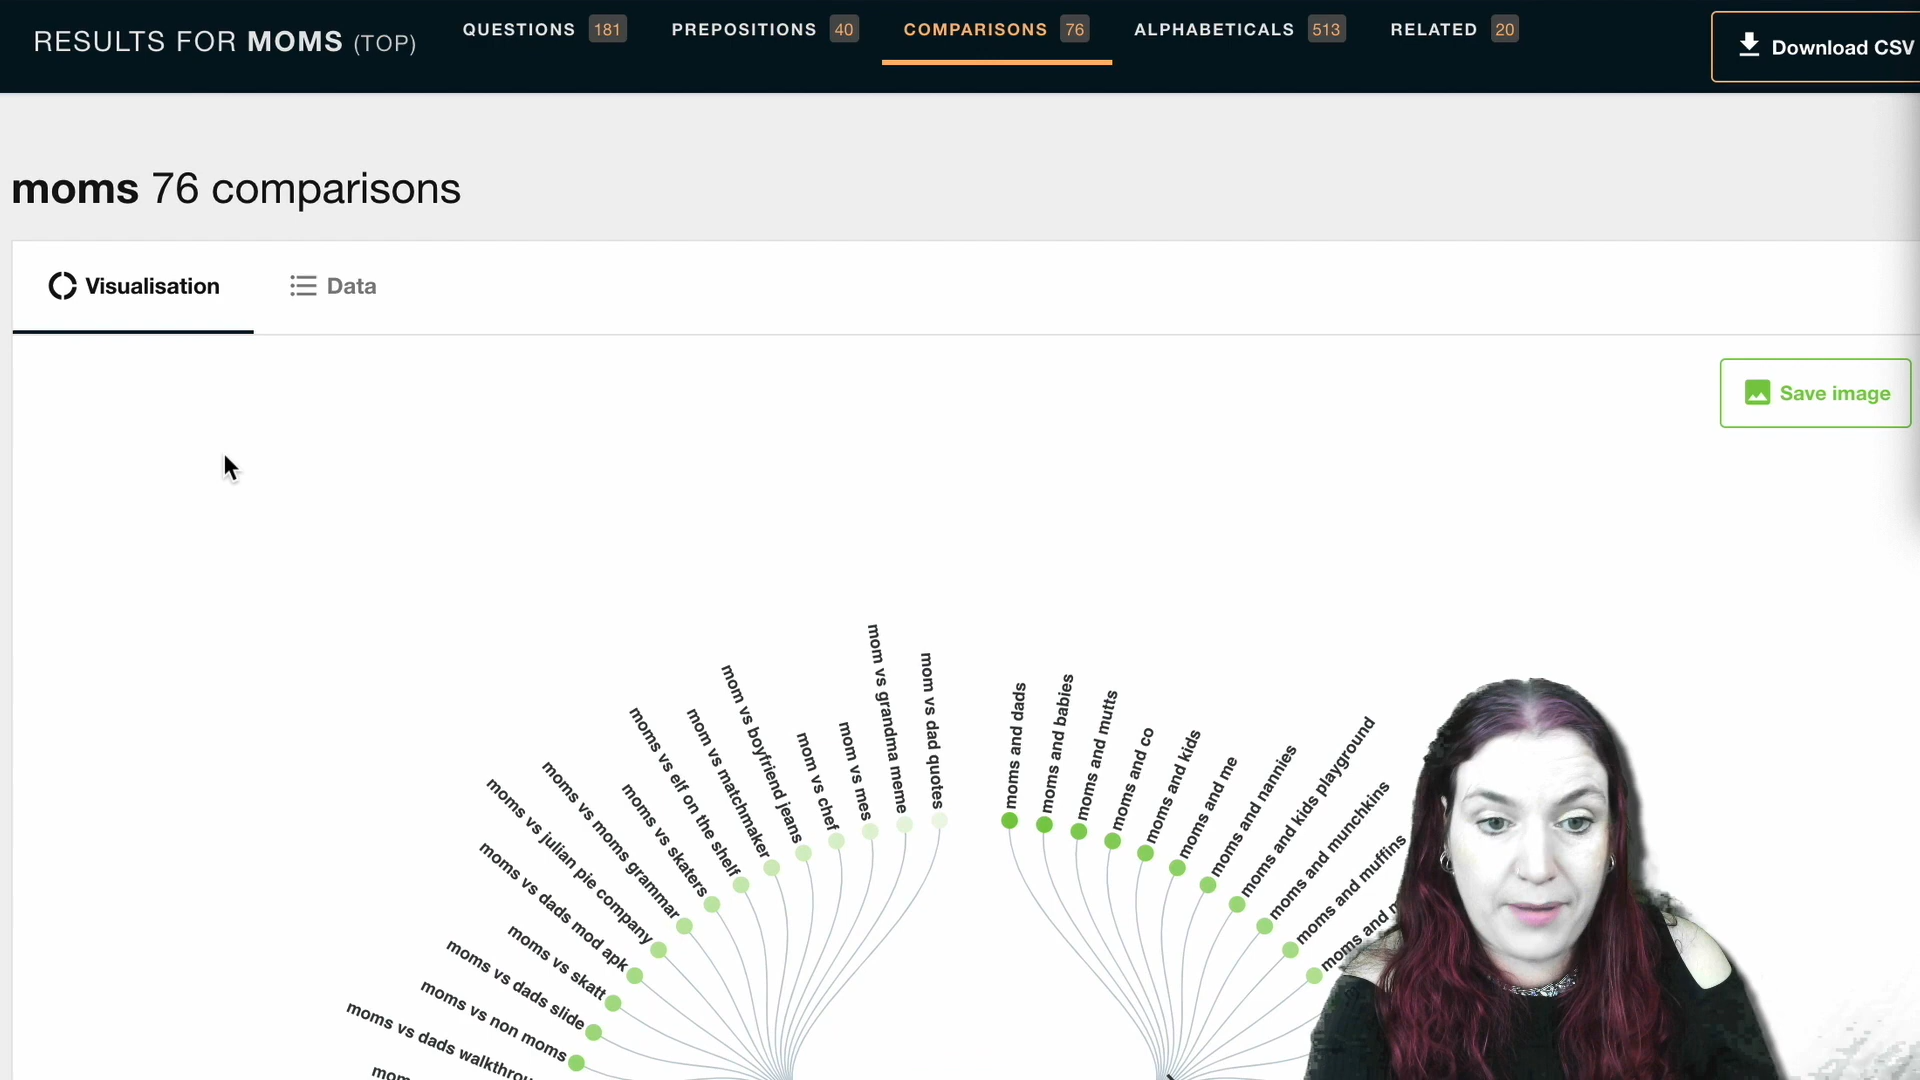 RESULTS FOR MOMS (TOP)
QUESTIONS 181
PREPOSITIONS 40
COMPARISONS 76
ALPHABETICALS 513
RELATED 20
Download CSV
moms 76 comparisons
Visualisation
Data
Save image
moms vs dads
moms vs non moms
moms vs dads slide
moms vs skatt
moms vs dads mod apk
moms vs julian pie company
moms vs moms grammar
moms vs skaters
moms vs elf on the shelf
mom vs matchmaker
mom vs boyfriend jeans
mom vs chef
mom vs mes
mom vs grandma meme
mom vs dad quotes
moms and dads
moms and babies
moms and mutts
moms and co
moms and kids
moms and me
moms and nannies
moms and kids playground
moms and munchkins
moms and muffins
moms and